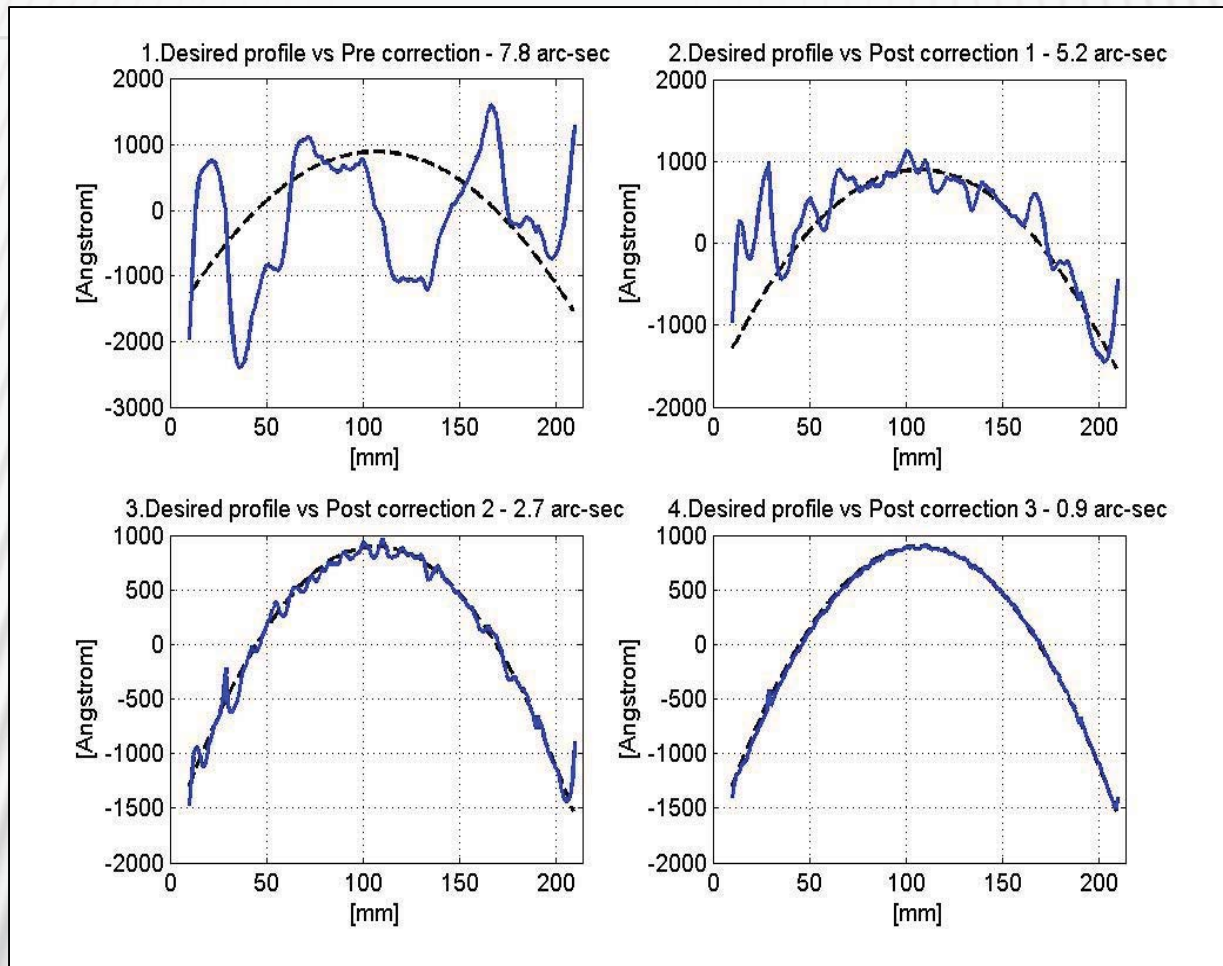 1.Desired profile vs Pre correction - 7.8 arc-sec
2000
1000
0
-1000
-2000
-3000
[Angstrom]
0 50 100 150 200
[mm]
2.Desired profile vs Post correction 1 - 5.2 arc-sec
2000
1000
0
-1000
-2000
[Angstrom]
0 50 100 150 200
[mm]
3.Desired profile vs Post correction 2 - 2.7 arc-sec
1000
500
0
-500
-1000
-1500
-2000
[Angstrom]
0 50 100 150 200
[mm]
4.Desired profile vs Post correction 3 - 0.9 arc-sec
1000
500
0
-500
-1000
-1500
-2000
[Angstrom]
0 50 100 150 200
[mm]